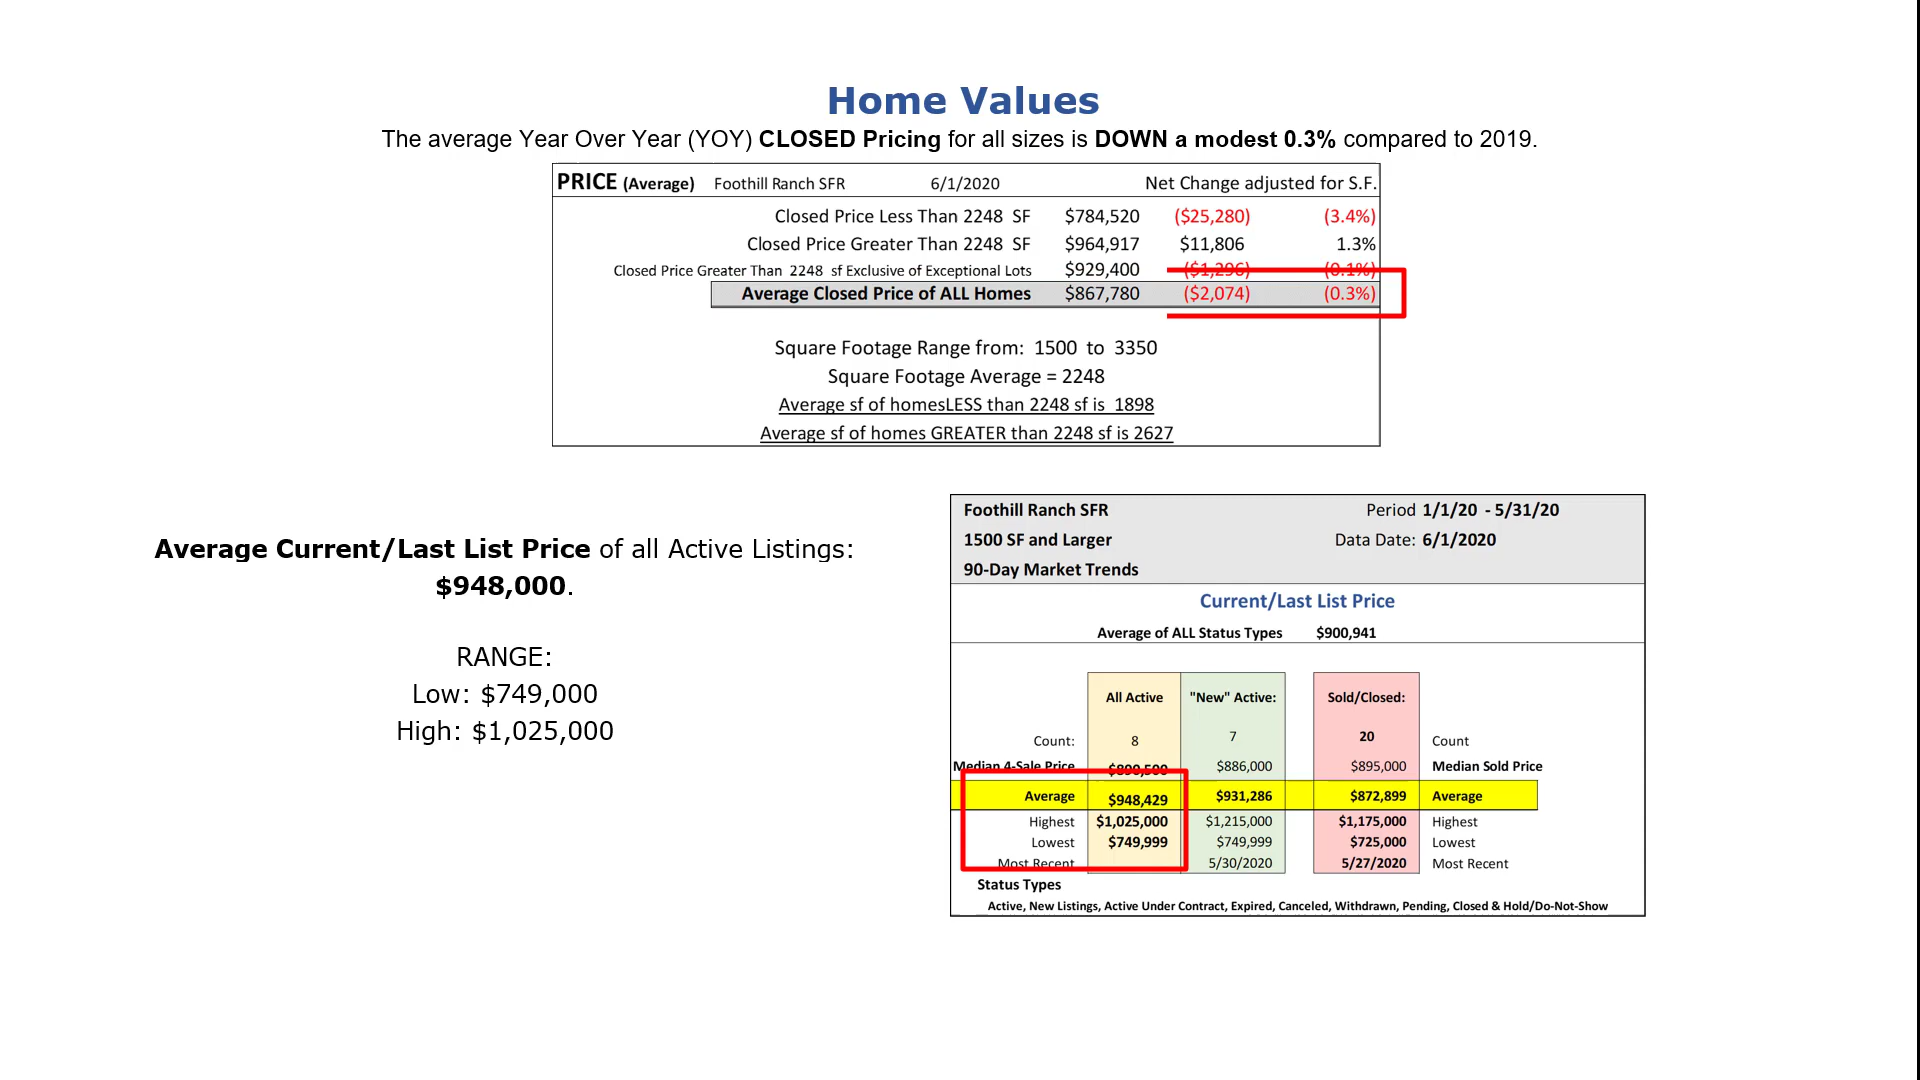 Home Values
The average Year Over Year (YOY) CLOSED Pricing for all sizes is DOWN a modest 0.3% compared to 2019.
PRICE (Average) Foothill Ranch SFR 6/1/2020 Net Change adjusted for S.F.
Closed Price Less Than 2248 SF $784,520 ($25,280) (3.4%)
Closed Price Greater Than 2248 SF $964,917 $11,806 1.3%
Closed Price Greater Than 2248 sf Exclusive of Exceptional Lots $929,400 ($1,296) (0.1%)
Average Closed Price of ALL Homes $867,780 ($2,074) (0.3%)
Square Footage Range from: 1500 to 3350
Square Footage Average = 2248
Average sf of homesLESS than 2248 sf is 1898
Average sf of homes GREATER than 2248 sf is 2627
Average Current/Last List Price of all Active Listings:
$948,000.
RANGE:
Low: $749,000
High: $1,025,000
Foothill Ranch SFR Period 1/1/20 - 5/31/20
1500 SF and Larger Data Date: 6/1/2020
90-Day Market Trends
Current/Last List Price
Average of ALL Status Types $900,941
All Active "New" Active: Sold/Closed:
Count: 8 7 20 Count
Median 4-Sale Price $890,500 $886,000 $895,000 Median Sold Price
Average $948,429 $931,286 $872,899 Average
Highest $1,025,000 $1,215,000 $1,175,000 Highest
Lowest $749,999 $749,999 $725,000 Lowest
Most Recent 5/30/2020 5/27/2020 Most Recent
Status Types
Active, New Listings, Active Under Contract, Expired, Canceled, Withdrawn, Pending, Closed & Hold/Do-Not-Show